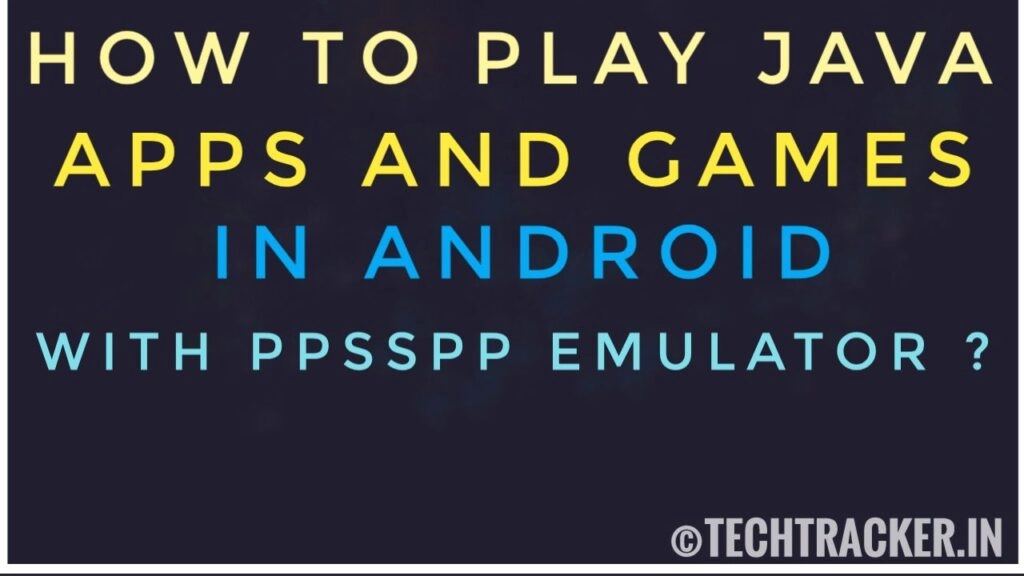 HOW TO PLAY JAVA
APPS AND GAMES
IN ANDROID
WITH PPSSPP EMULATOR ?
©TECHTRACKER.IN